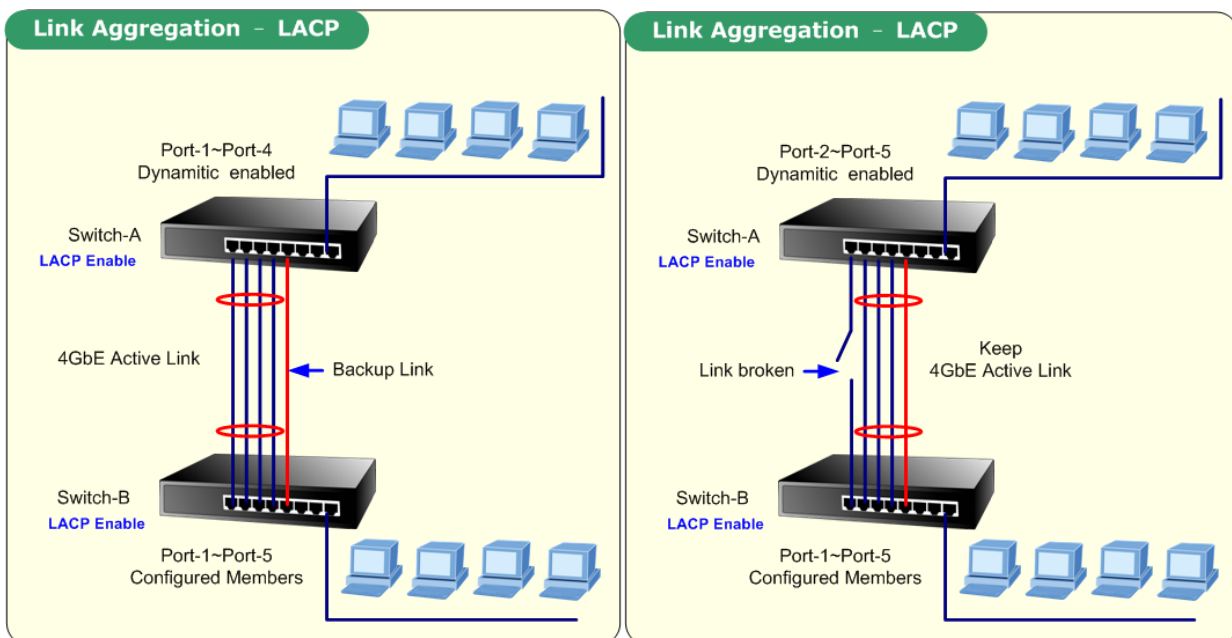 Link Aggregation – LACP
Port-1~Port-4
Dynamitic enabled
Switch-A
LACP Enable
4GbE Active Link
Backup Link
Switch-B
LACP Enable
Port-1~Port-5
Configured Members
Link Aggregation – LACP
Port-2~Port-5
Dynamitic enabled
Switch-A
LACP Enable
Link broken
Keep
4GbE Active Link
Switch-B
LACP Enable
Port-1~Port-5
Configured Members